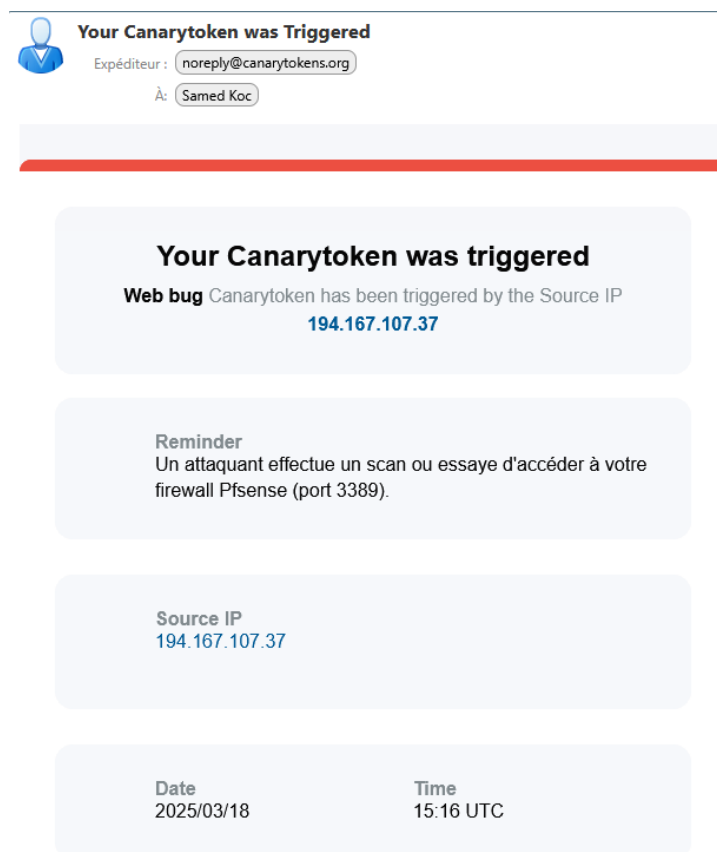 Your Canarytoken was Triggered
Expéditeur : noreply@canarytokens.org
À: Samed Koc
Your Canarytoken was triggered
Web bug Canarytoken has been triggered by the Source IP
194.167.107.37
Reminder
Un attaquant effectue un scan ou essaye d'accéder à votre
firewall Pfsense (port 3389).
Source IP
194.167.107.37
Date Time
2025/03/18 15:16 UTC